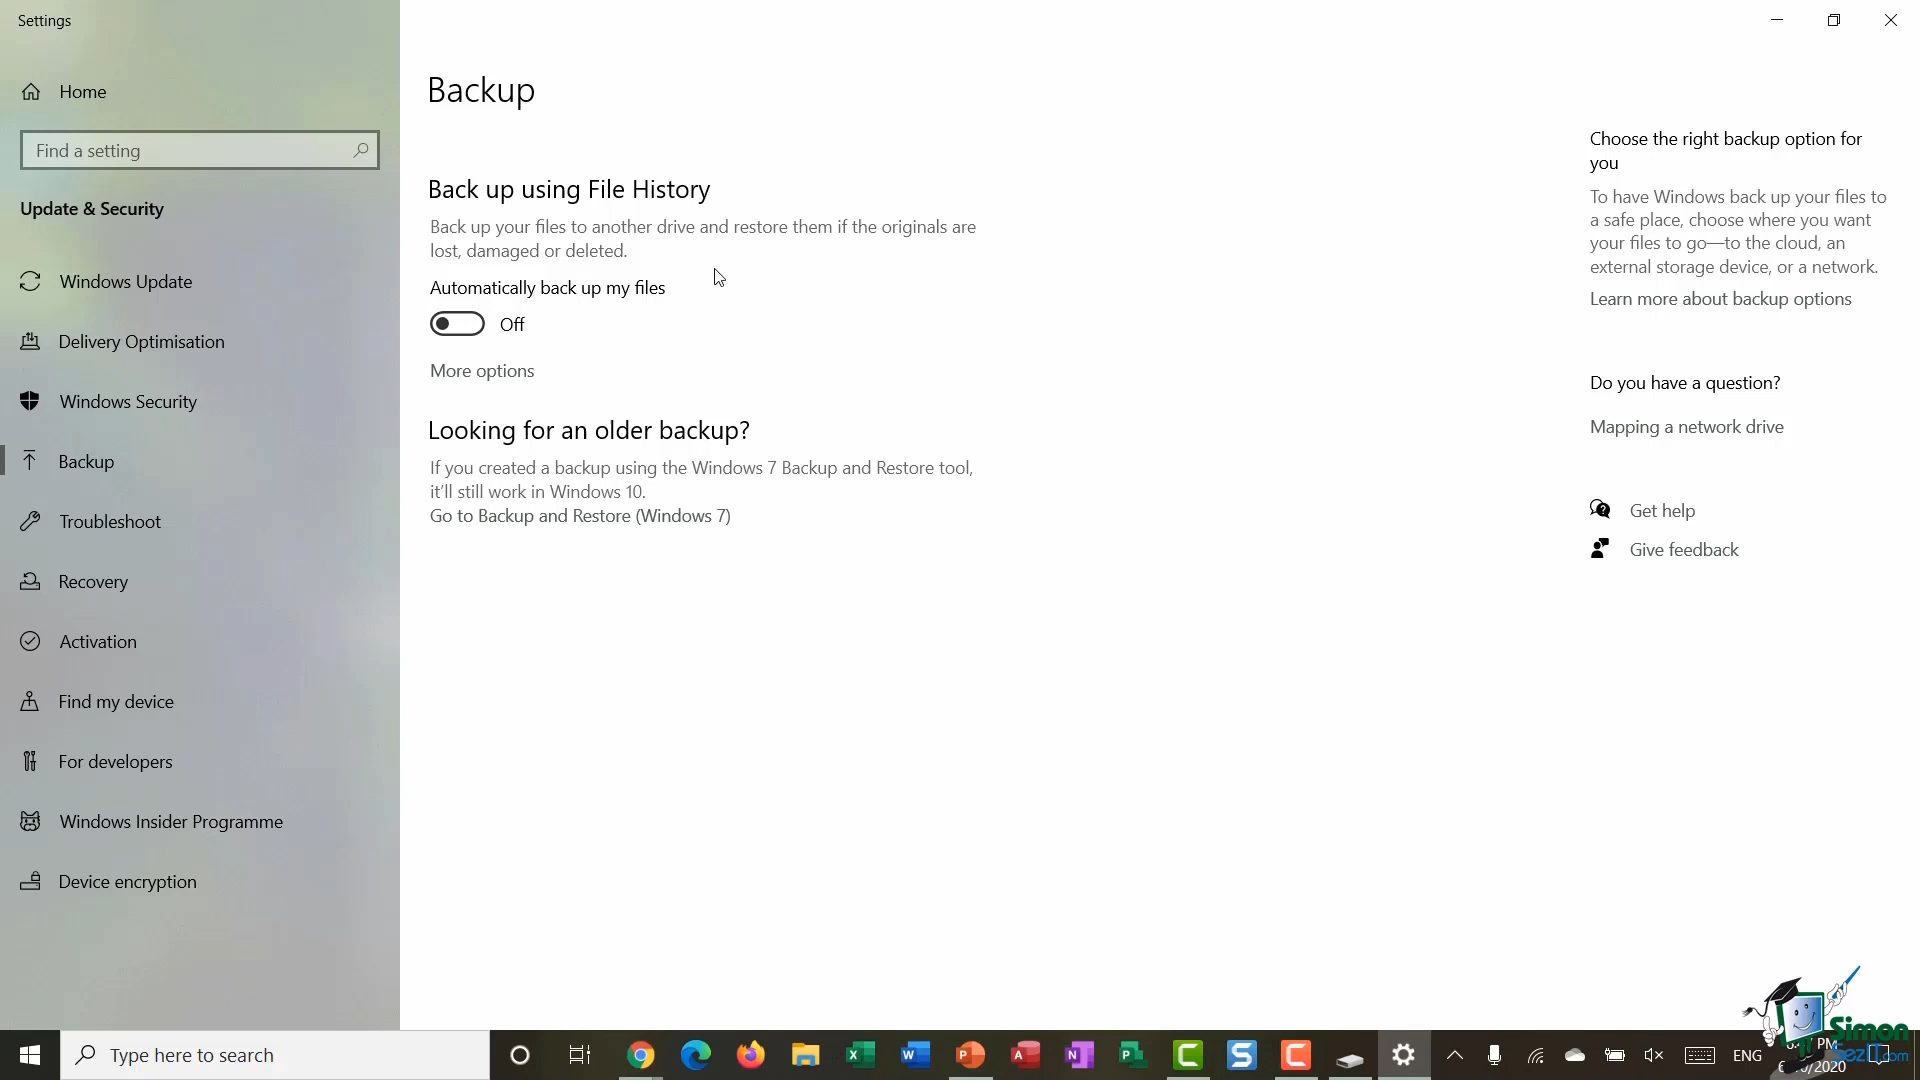 Settings
Home
Find a setting
Update & Security
Windows Update
Delivery Optimisation
Windows Security
Backup
Troubleshoot
Recovery
Activation
Find my device
For developers
Windows Insider Programme
Device encryption
Backup
Back up using File History
Back up your files to another drive and restore them if the originals are
lost, damaged or deleted.
Automatically back up my files
Off
More options
Looking for an older backup?
If you created a backup using the Windows 7 Backup and Restore tool,
it'll still work in Windows 10.
Go to Backup and Restore (Windows 7)
Choose the right backup option for
you
To have Windows back up your files to
a safe place, choose where you want
your files to go—to the cloud, an
external storage device, or a network.
Learn more about backup options
Do you have a question?
Mapping a network drive
Get help
Give feedback
Type here to search
ENG
PM
/2020
Simon
SezIT.com